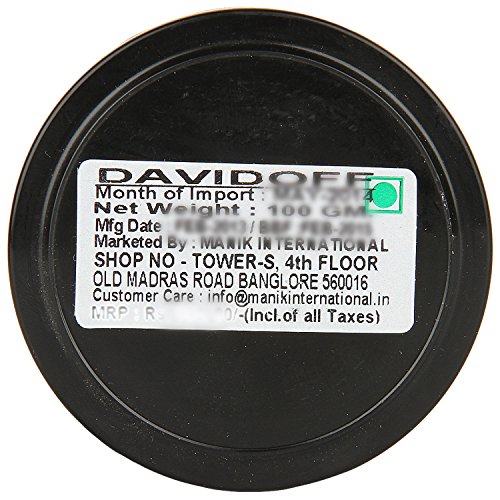 DAVIDOFF
Month of Import :
Net Weight : 100 GM
Mfg Date :
Marketed By : MANIK INTERNATIONAL
SHOP NO - TOWER-S, 4th FLOOR
OLD MADRAS ROAD BANGLORE 560016
Customer Care : info@manikinternational.in
MRP : Rs /-(Incl.of all Taxes)